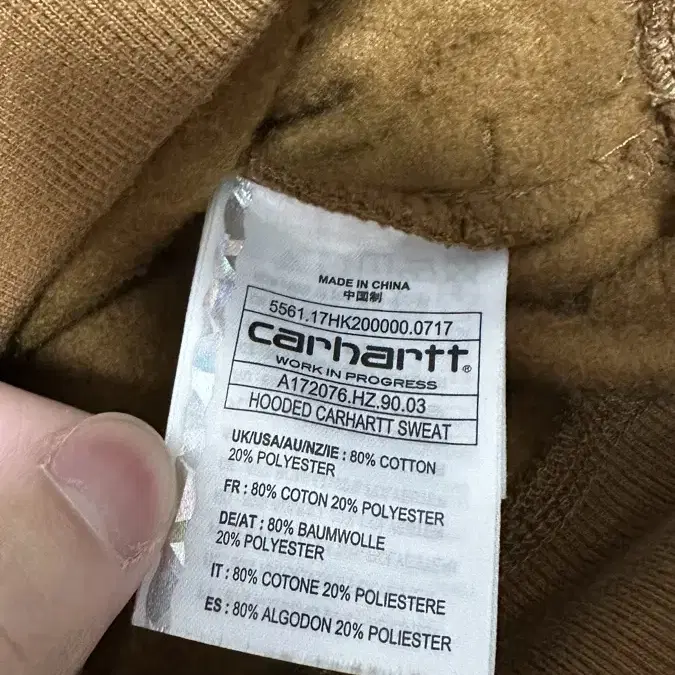 MADE IN CHINA
中国制
5561.17HK200000.0717
carhartt®
WORK IN PROGRESS
A172076.HZ.90.03
HOODED CARHARTT SWEAT
UK/USA/AU/NZ/IE : 80% COTTON
20% POLYESTER
FR : 80% COTON 20% POLYESTER
DE/AT : 80% BAUMWOLLE
20% POLYESTER
IT : 80% COTONE 20% POLIESTERE
ES : 80% ALGODON 20% POLYESTER